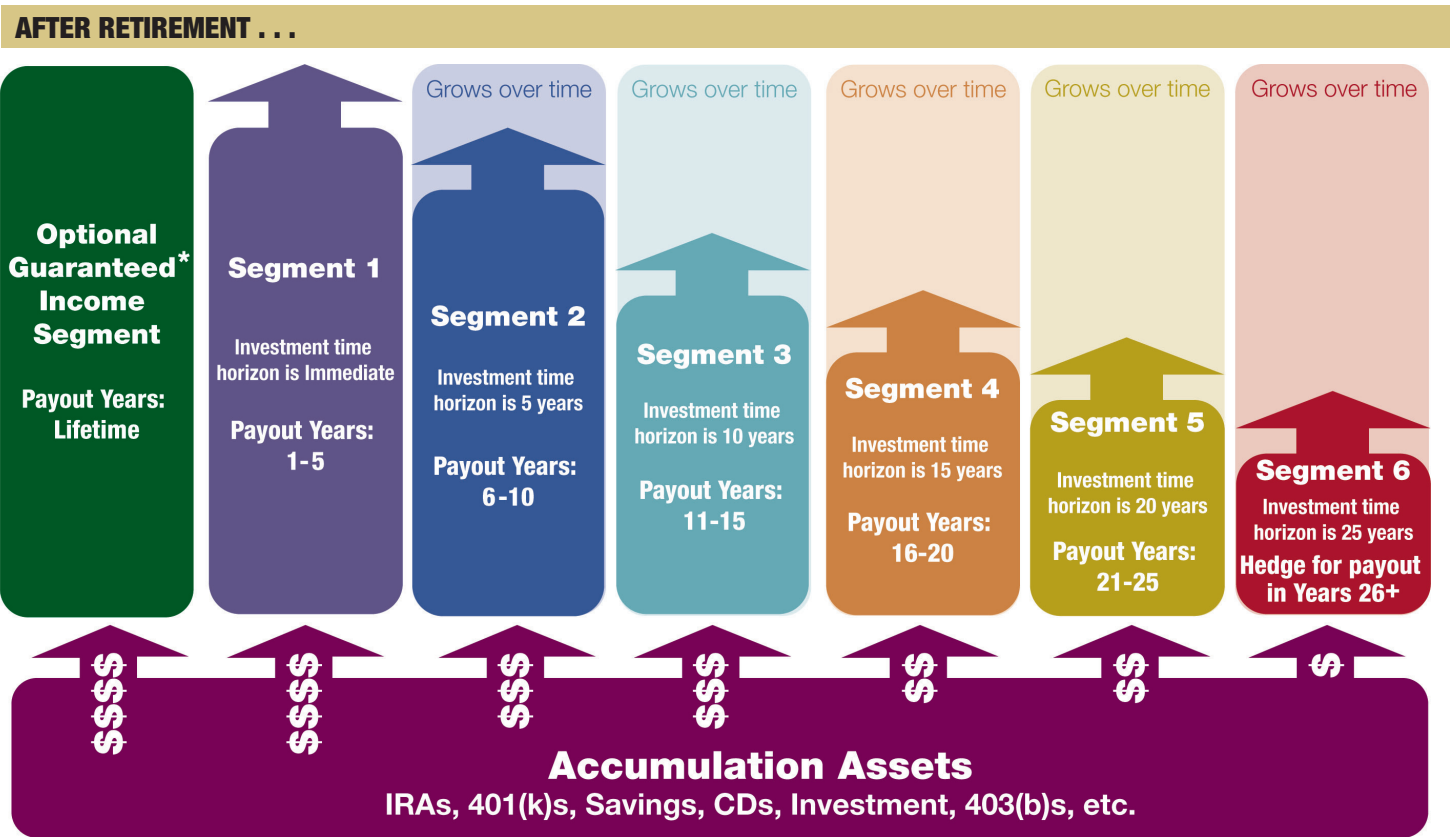 AFTER RETIREMENT . . .
Optional
Guaranteed*
Income
Segment
Payout Years:
Lifetime
Segment 1
Investment time
horizon is Immediate
Payout Years:
1-5
Grows over time
Segment 2
Investment time
horizon is 5 years
Payout Years:
6-10
Grows over time
Segment 3
Investment time
horizon is 10 years
Payout Years:
11-15
Grows over time
Segment 4
Investment time
horizon is 15 years
Payout Years:
16-20
Grows over time
Segment 5
Investment time
horizon is 20 years
Payout Years:
21-25
Grows over time
Segment 6
Investment time
horizon is 25 years
Hedge for payout
in Years 26+
$$$$
$$$$
$$$
$$$
$$
$$
$
Accumulation Assets
IRAs, 401(k)s, Savings, CDs, Investment, 403(b)s, etc.